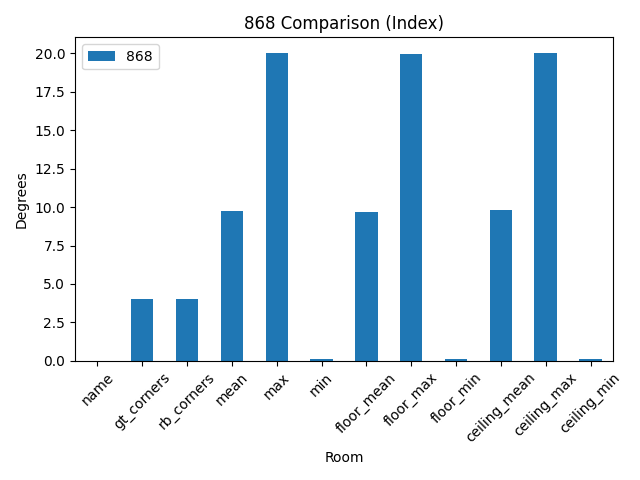 868 Comparison (Index)
868
Degrees
20.0
17.5
15.0
12.5
10.0
7.5
5.0
2.5
0.0
name
gt_corners
rb_corners
mean
max
min
floor_mean
floor_max
floor_min
ceiling_mean
ceiling_max
ceiling_min
Room